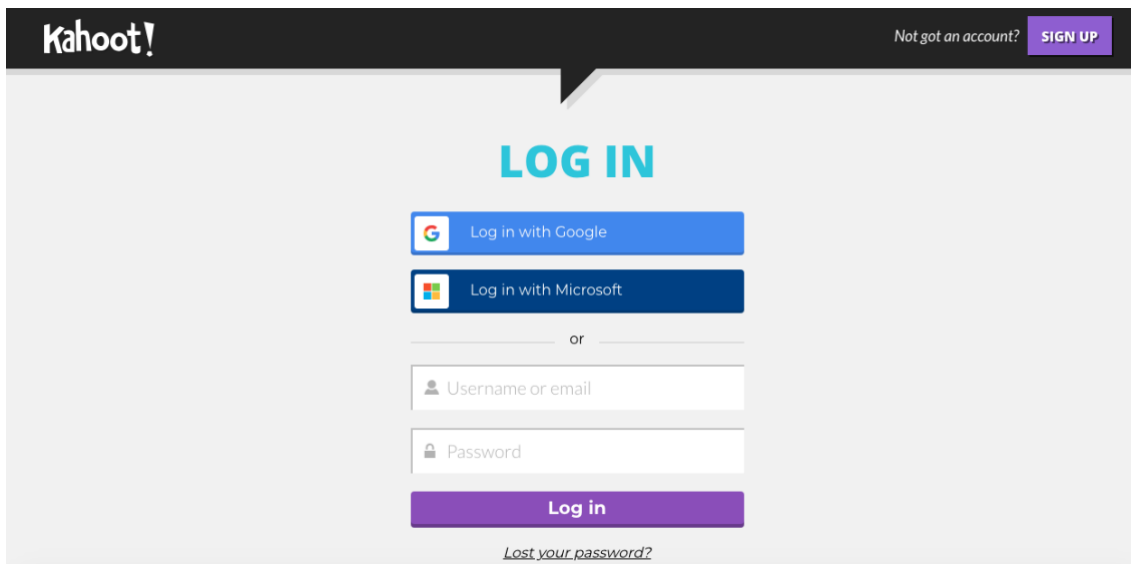 Kahoot!
Not got an account? SIGN UP
LOG IN
Log in with Google
Log in with Microsoft
or
Username or email
Password
Log in
Lost your password?